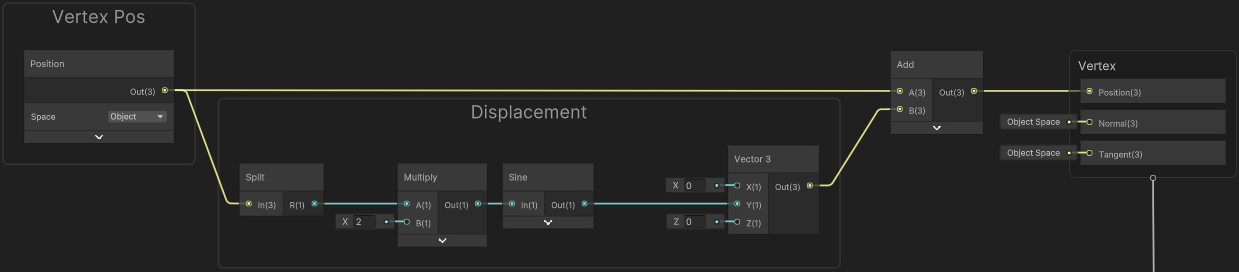 Vertex Pos
Position
Out(3)
Space Object
Displacement
Split
In(3) R(1)
Multiply
A(1) Out(1)
X 2 B(1)
Sine
In(1) Out(1)
Vector 3
X 0 X(1) Out(3)
Y(1)
Z 0 Z(1)
Add
A(3) Out(3)
B(3)
Vertex
Position(3)
Object Space Normal(3)
Object Space Tangent(3)